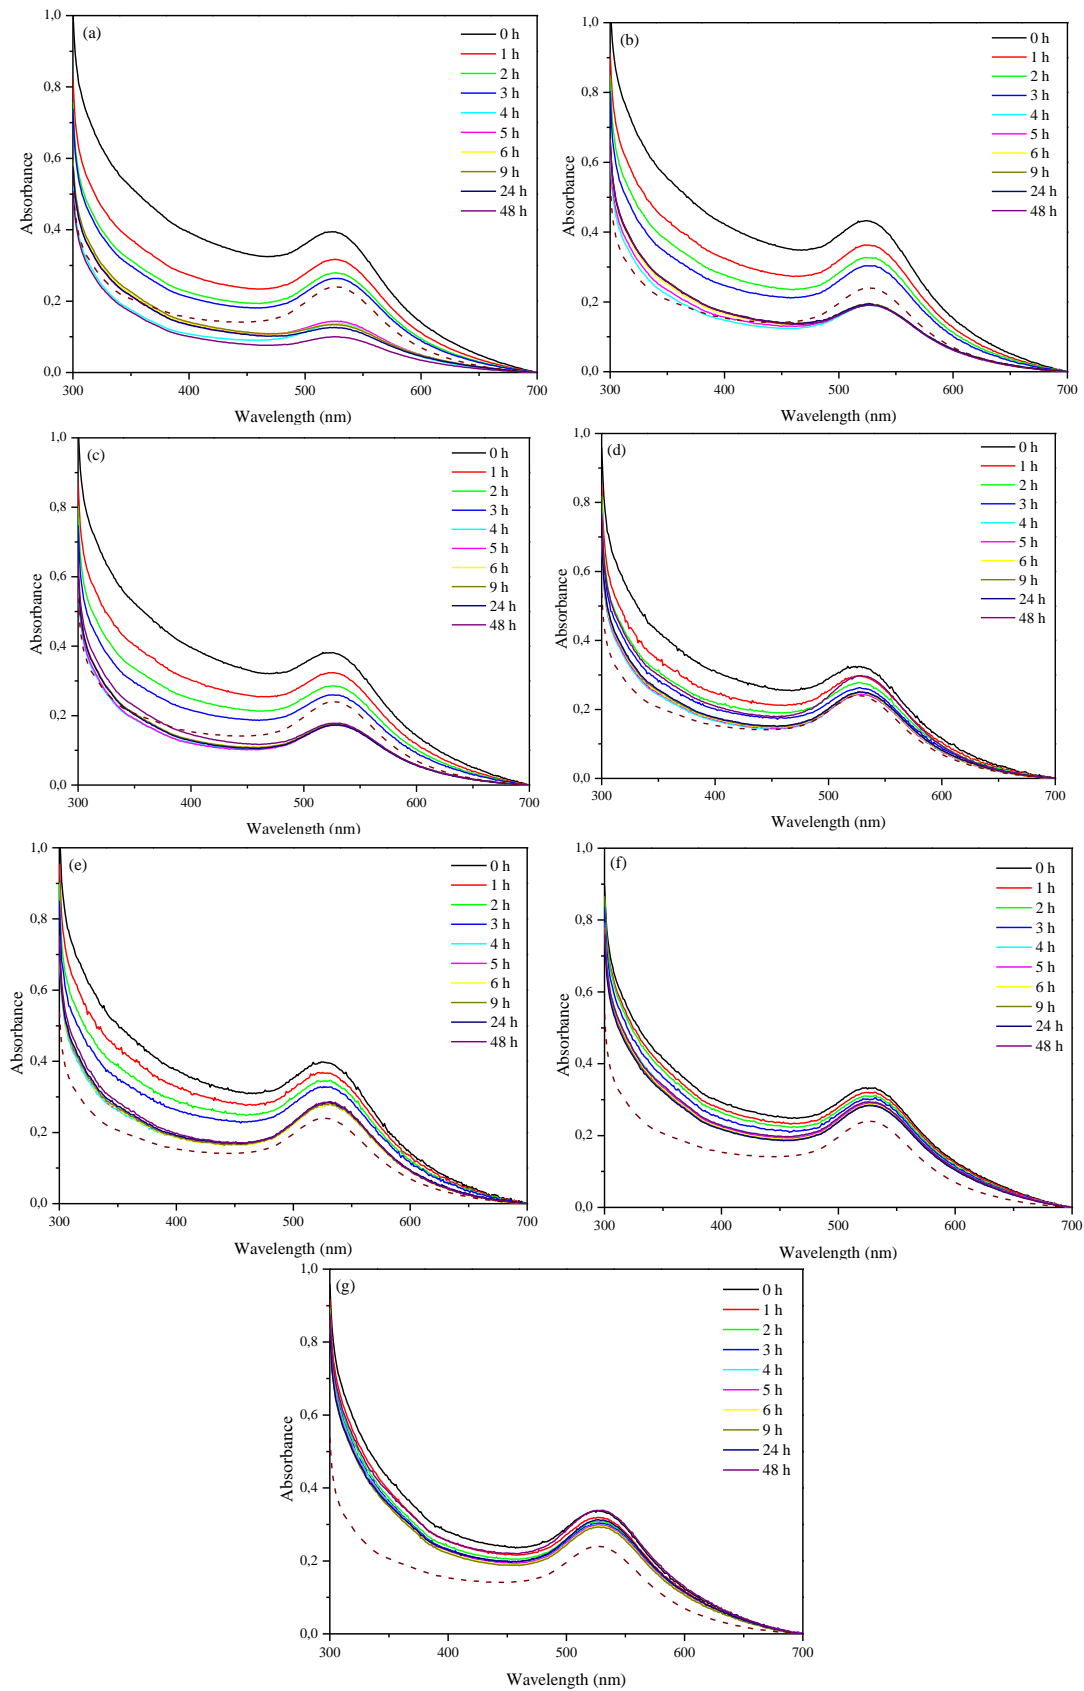 (a)
1,0
0,8
0,6
0,4
0,2
0,0
Absorbance
300 400 500 600 700
Wavelength (nm)
0 h
1 h
2 h
3 h
4 h
5 h
6 h
9 h
24 h
48 h
(b)
1,0
0,8
0,6
0,4
0,2
0,0
Absorbance
300 400 500 600 700
Wavelength (nm)
0 h
1 h
2 h
3 h
4 h
5 h
6 h
9 h
24 h
48 h
(c)
1,0
0,8
0,6
0,4
0,2
0,0
Absorbance
300 400 500 600 700
Wavelength (nm)
0 h
1 h
2 h
3 h
4 h
5 h
6 h
9 h
24 h
48 h
(d)
1,0
0,8
0,6
0,4
0,2
0,0
Absorbance
300 400 500 600 700
Wavelength (nm)
0 h
1 h
2 h
3 h
4 h
5 h
6 h
9 h
24 h
48 h
(e)
1,0
0,8
0,6
0,4
0,2
0,0
Absorbance
300 400 500 600 700
Wavelength (nm)
0 h
1 h
2 h
3 h
4 h
5 h
6 h
9 h
24 h
48 h
(f)
1,0
0,8
0,6
0,4
0,2
0,0
Absorbance
300 400 500 600 700
Wavelength (nm)
0 h
1 h
2 h
3 h
4 h
5 h
6 h
9 h
24 h
48 h
(g)
1,0
0,8
0,6
0,4
0,2
0,0
Absorbance
300 400 500 600 700
Wavelength (nm)
0 h
1 h
2 h
3 h
4 h
5 h
6 h
9 h
24 h
48 h